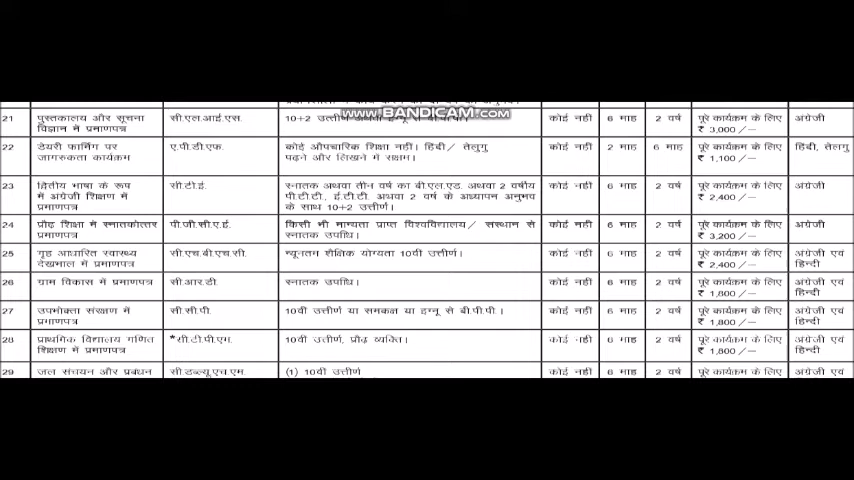 www.BANDICAM.com
21 पुस्तकालय और सूचना विज्ञान में प्रमाणपत्र सी.एल.आई.एस. 10+2 उत्तीर्ण अथवा इग्नू से बी.पी.पी. कोई नहीं 6 माह 2 वर्ष पूरे कार्यक्रम के लिए ₹ 3,000/– अंग्रेजी
22 डेयरी फार्मिंग पर जागरुकता कार्यक्रम ए.पी.डी.एफ. कोई औपचारिक शिक्षा नहीं। हिंबी/ तेलुगु पढ़ने और लिखने में सक्षम। कोई नहीं 2 माह 6 माह पूरे कार्यक्रम के लिए ₹ 1,100/– हिंबी, तेलगु
23 द्वितीय भाषा के रूप में अंग्रेजी शिक्षण में प्रमाणपत्र सी.टी.ई. स्नातक अथवा तीन वर्ष का बी.एल.एड. अथवा 2 वर्षीय पी.टी.टी., ई.टी.टी. अथवा 2 वर्ष के अध्यापन अनुभव के साथ 10+2 उत्तीर्ण। कोई नहीं 6 माह 2 वर्ष पूरे कार्यक्रम के लिए ₹ 2,400/– अंग्रेजी
24 प्रौढ़ शिक्षा में स्नातकोत्तर प्रमाणपत्र पी.जी.सी.ए.ई. किसी भी मान्यता प्राप्त विश्वविद्यालय/ संस्थान से स्नातक उपाधि। कोई नहीं 6 माह 2 वर्ष पूरे कार्यक्रम के लिए ₹ 3,200/– अंग्रेजी
25 गृह आधारित स्वास्थ्य देखभाल में प्रमाणपत्र सी.एच.बी.एच.सी. न्यूनतम शैक्षिक योग्यता 10वीं उत्तीर्ण। कोई नहीं 6 माह 2 वर्ष पूरे कार्यक्रम के लिए ₹ 2,400/– अंग्रेजी एवं हिन्दी
26 ग्राम विकास में प्रमाणपत्र सी.आर.डी. स्नातक उपाधि। कोई नहीं 6 माह 2 वर्ष पूरे कार्यक्रम के लिए ₹ 1,800/– अंग्रेजी एवं हिन्दी
27 उपभोक्ता संरक्षण में प्रमाणपत्र सी.सी.पी. 10वीं उत्तीर्ण या समकक्ष या इग्नू से बी.पी.पी.। कोई नहीं 6 माह 2 वर्ष पूरे कार्यक्रम के लिए ₹ 1,800/– अंग्रेजी एवं हिन्दी
28 प्राथमिक विद्यालय गणित शिक्षण में प्रमाणपत्र *सी.टी.पी.एम. 10वीं उत्तीर्ण, प्रौढ़ व्यक्ति। कोई नहीं 6 माह 2 वर्ष पूरे कार्यक्रम के लिए ₹ 1,800/– अंग्रेजी एवं हिन्दी
29 जल संचयन और प्रबंधन सी.डब्ल्यू.एच.एम. (1) 10वीं उत्तीर्ण कोई नहीं 6 माह 2 वर्ष पूरे कार्यक्रम के लिए अंग्रेजी एवं